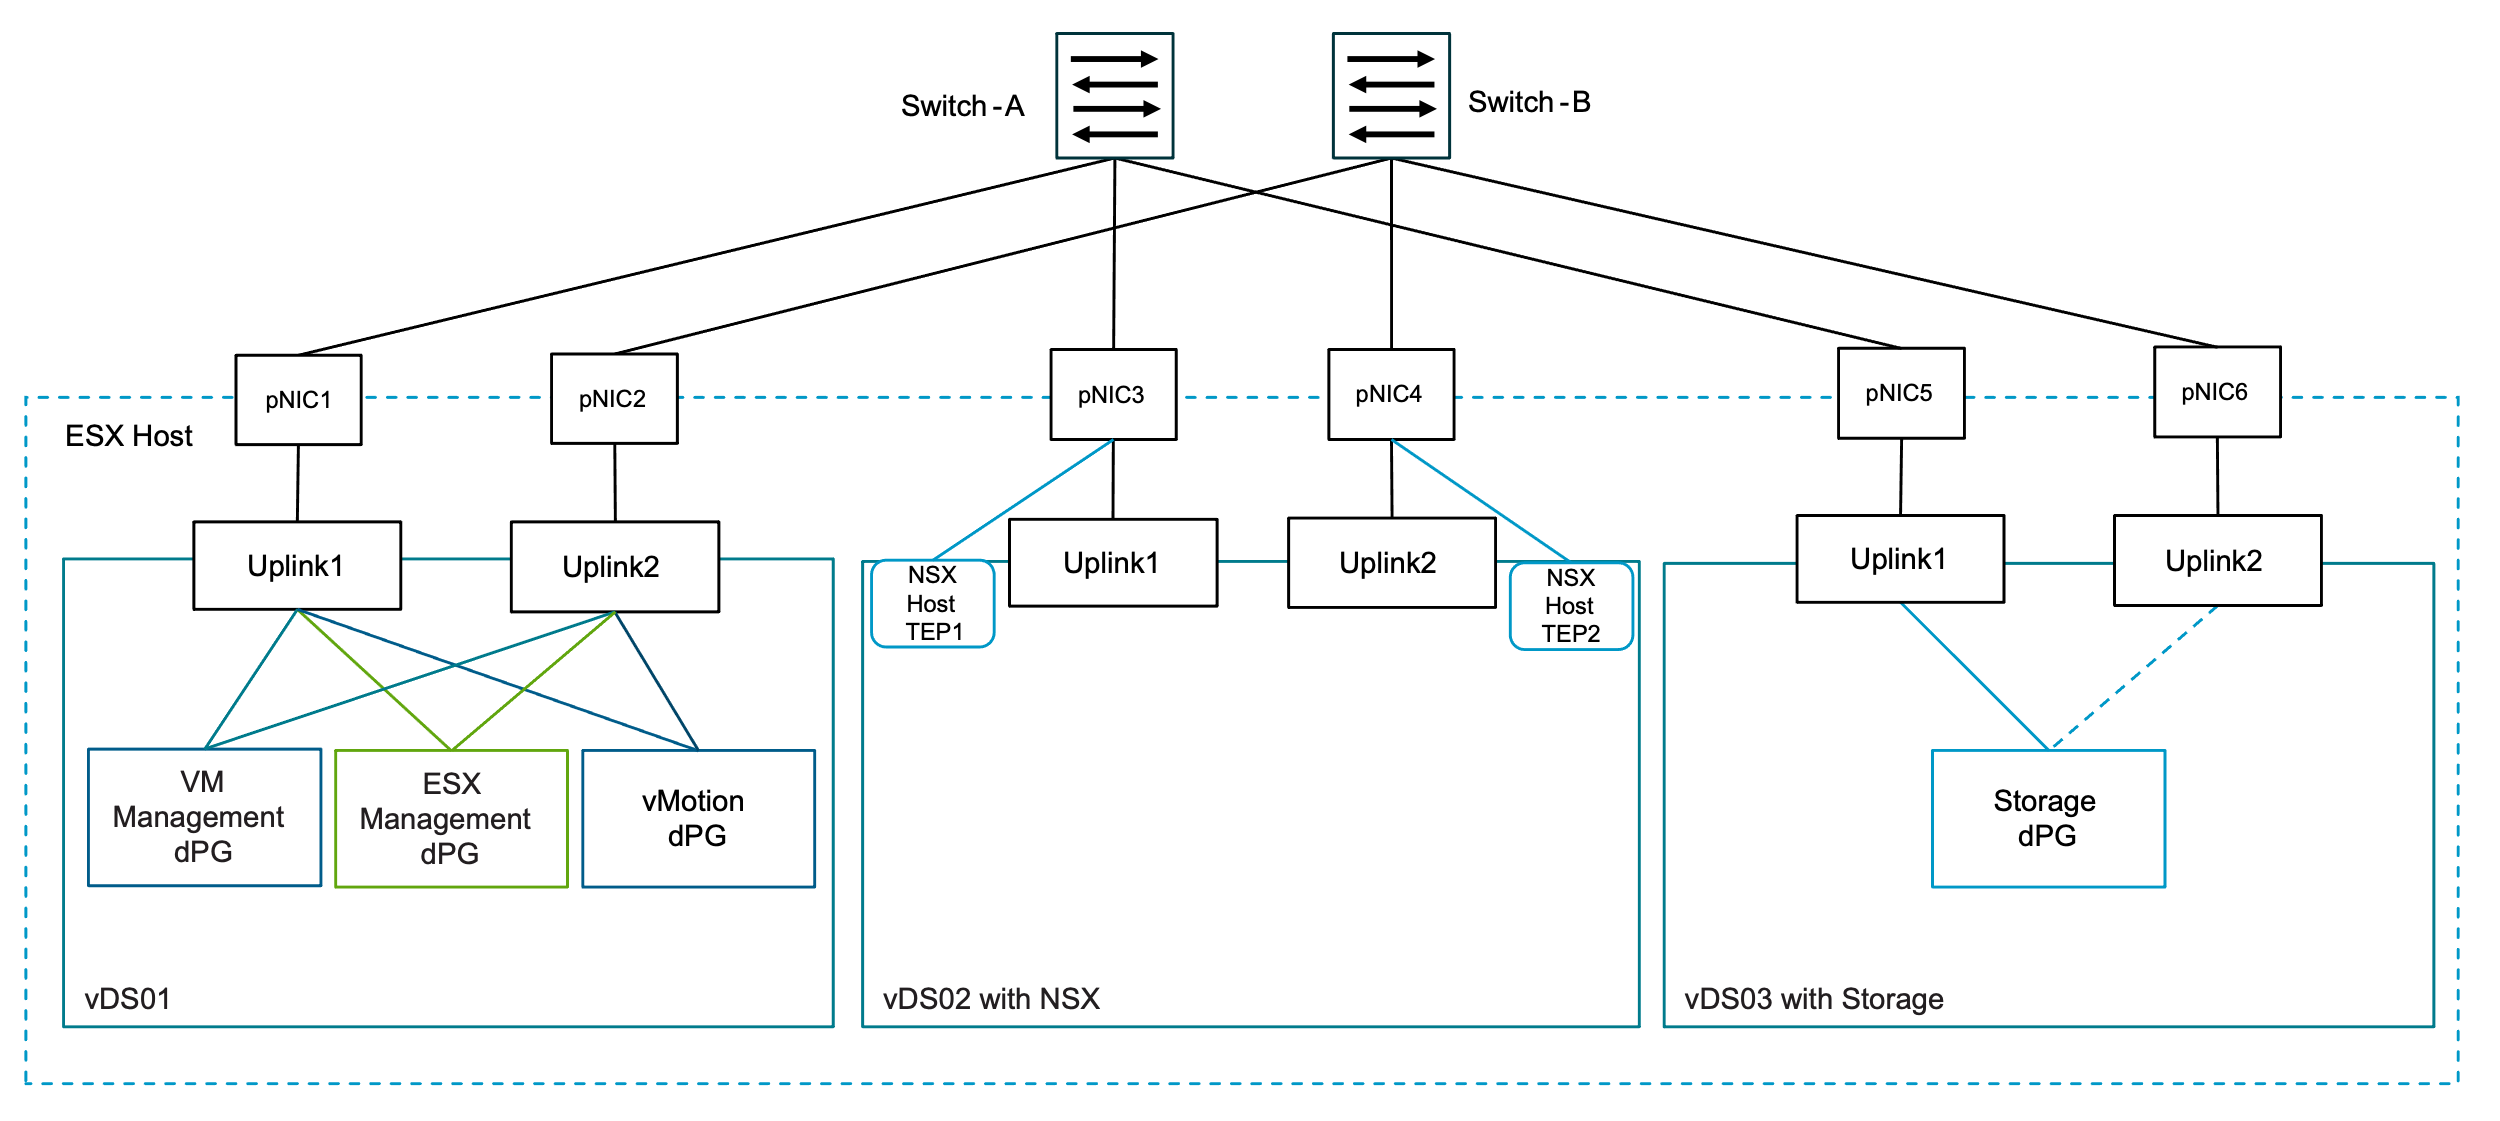 Switch-A
Switch-B
pNIC1
pNIC2
pNIC3
pNIC4
pNIC5
pNIC6
ESX Host
Uplink1
Uplink2
NSX
Host
TEP1
Uplink1
Uplink2
NSX
Host
TEP2
Uplink1
Uplink2
VM
Management
dPG
ESX
Management
dPG
vMotion
dPG
Storage
dPG
vDS01
vDS02 with NSX
vDS03 with Storage